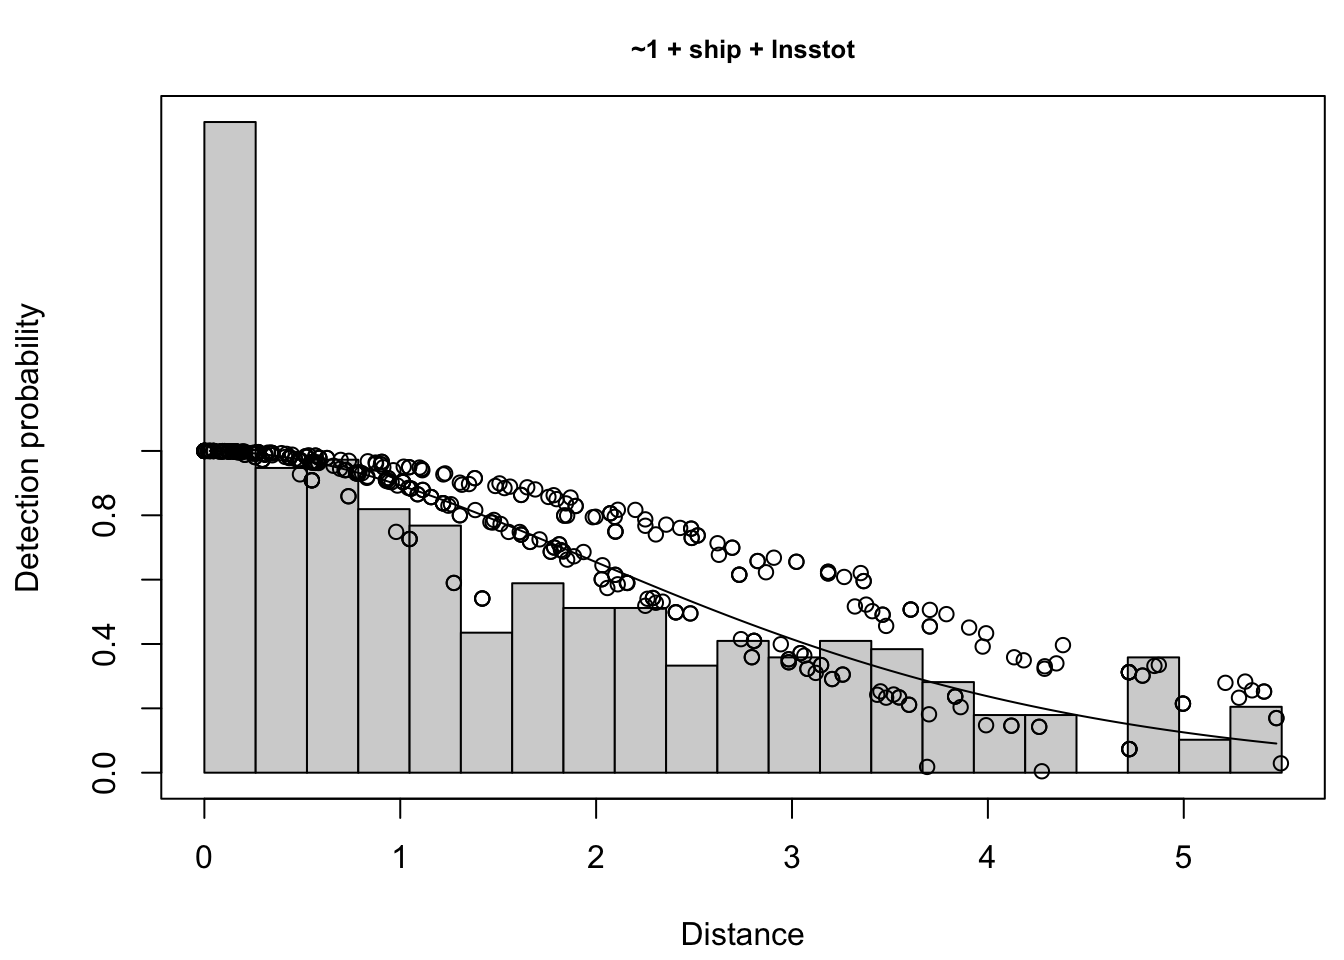 ~1 + ship + lnsstot
Detection probability
0.8
0.4
0.0
0 1 2 3 4 5
Distance